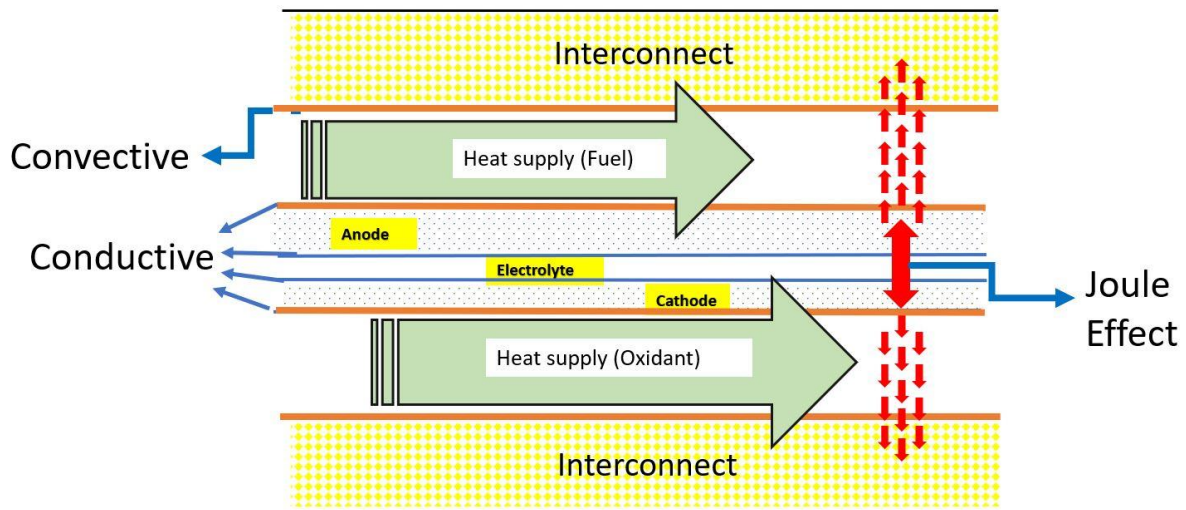 Interconnect
Convective
Heat supply (Fuel)
Anode
Conductive
Electrolyte
Cathode
Joule
Effect
Heat supply (Oxidant)
Interconnect